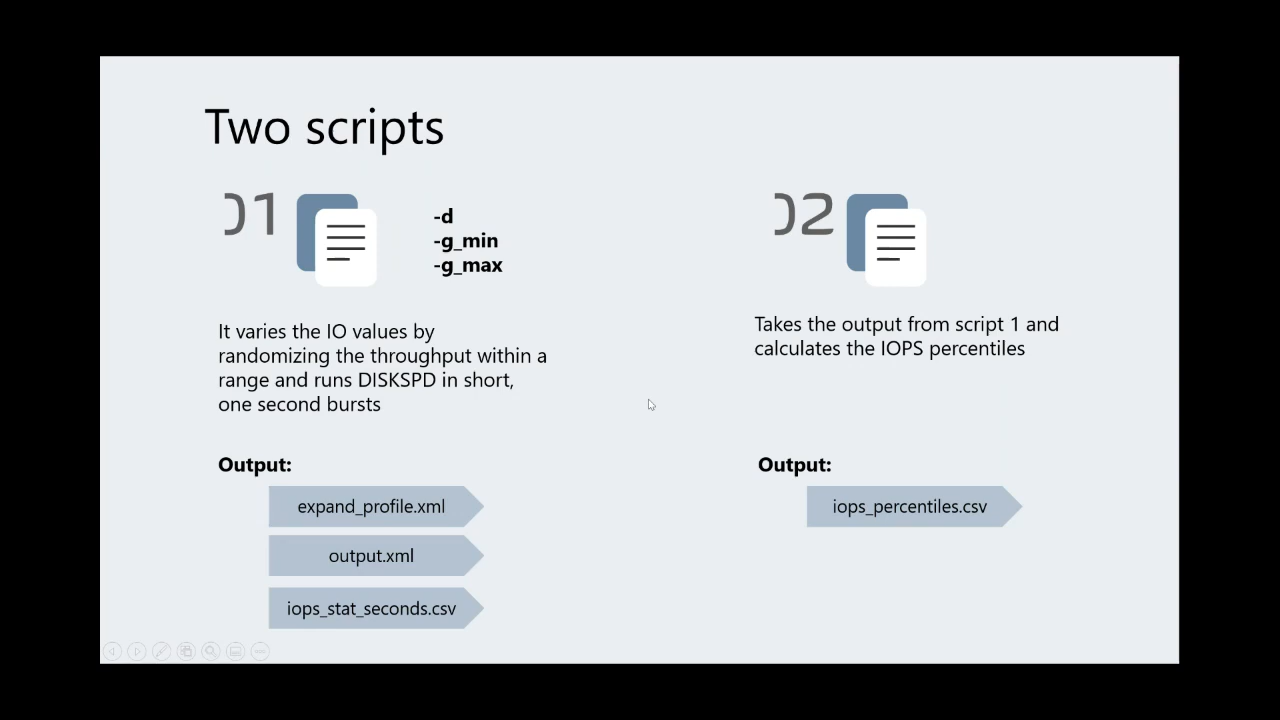 Two scripts
01
-d
-g_min
-g_max
It varies the IO values by
randomizing the throughput within a
range and runs DISKSPD in short,
one second bursts
Output:
expand_profile.xml
output.xml
iops_stat_seconds.csv
02
Takes the output from script 1 and
calculates the IOPS percentiles
Output:
iops_percentiles.csv